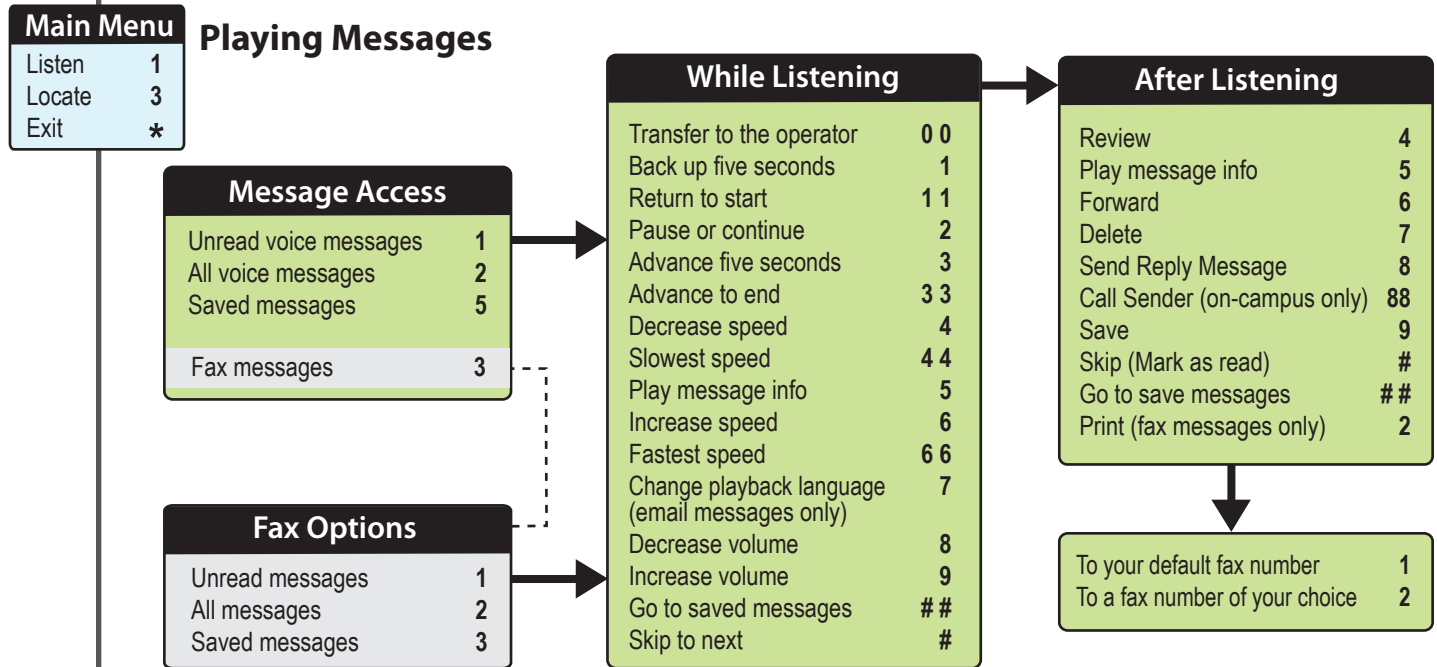 Main Menu
Listen 1
Locate 3
Exit *
Playing Messages
Message Access
Unread voice messages 1
All voice messages 2
Saved messages 5
Fax messages 3
Fax Options
Unread messages 1
All messages 2
Saved messages 3
While Listening
Transfer to the operator 0 0
Back up five seconds 1
Return to start 1 1
Pause or continue 2
Advance five seconds 3
Advance to end 3 3
Decrease speed 4
Slowest speed 4 4
Play message info 5
Increase speed 6
Fastest speed 6 6
Change playback language 7
(email messages only)
Decrease volume 8
Increase volume 9
Go to saved messages # #
Skip to next #
After Listening
Review 4
Play message info 5
Forward 6
Delete 7
Send Reply Message 8
Call Sender (on-campus only) 88
Save 9
Skip (Mark as read) #
Go to save messages # #
Print (fax messages only) 2
To your default fax number 1
To a fax number of your choice 2